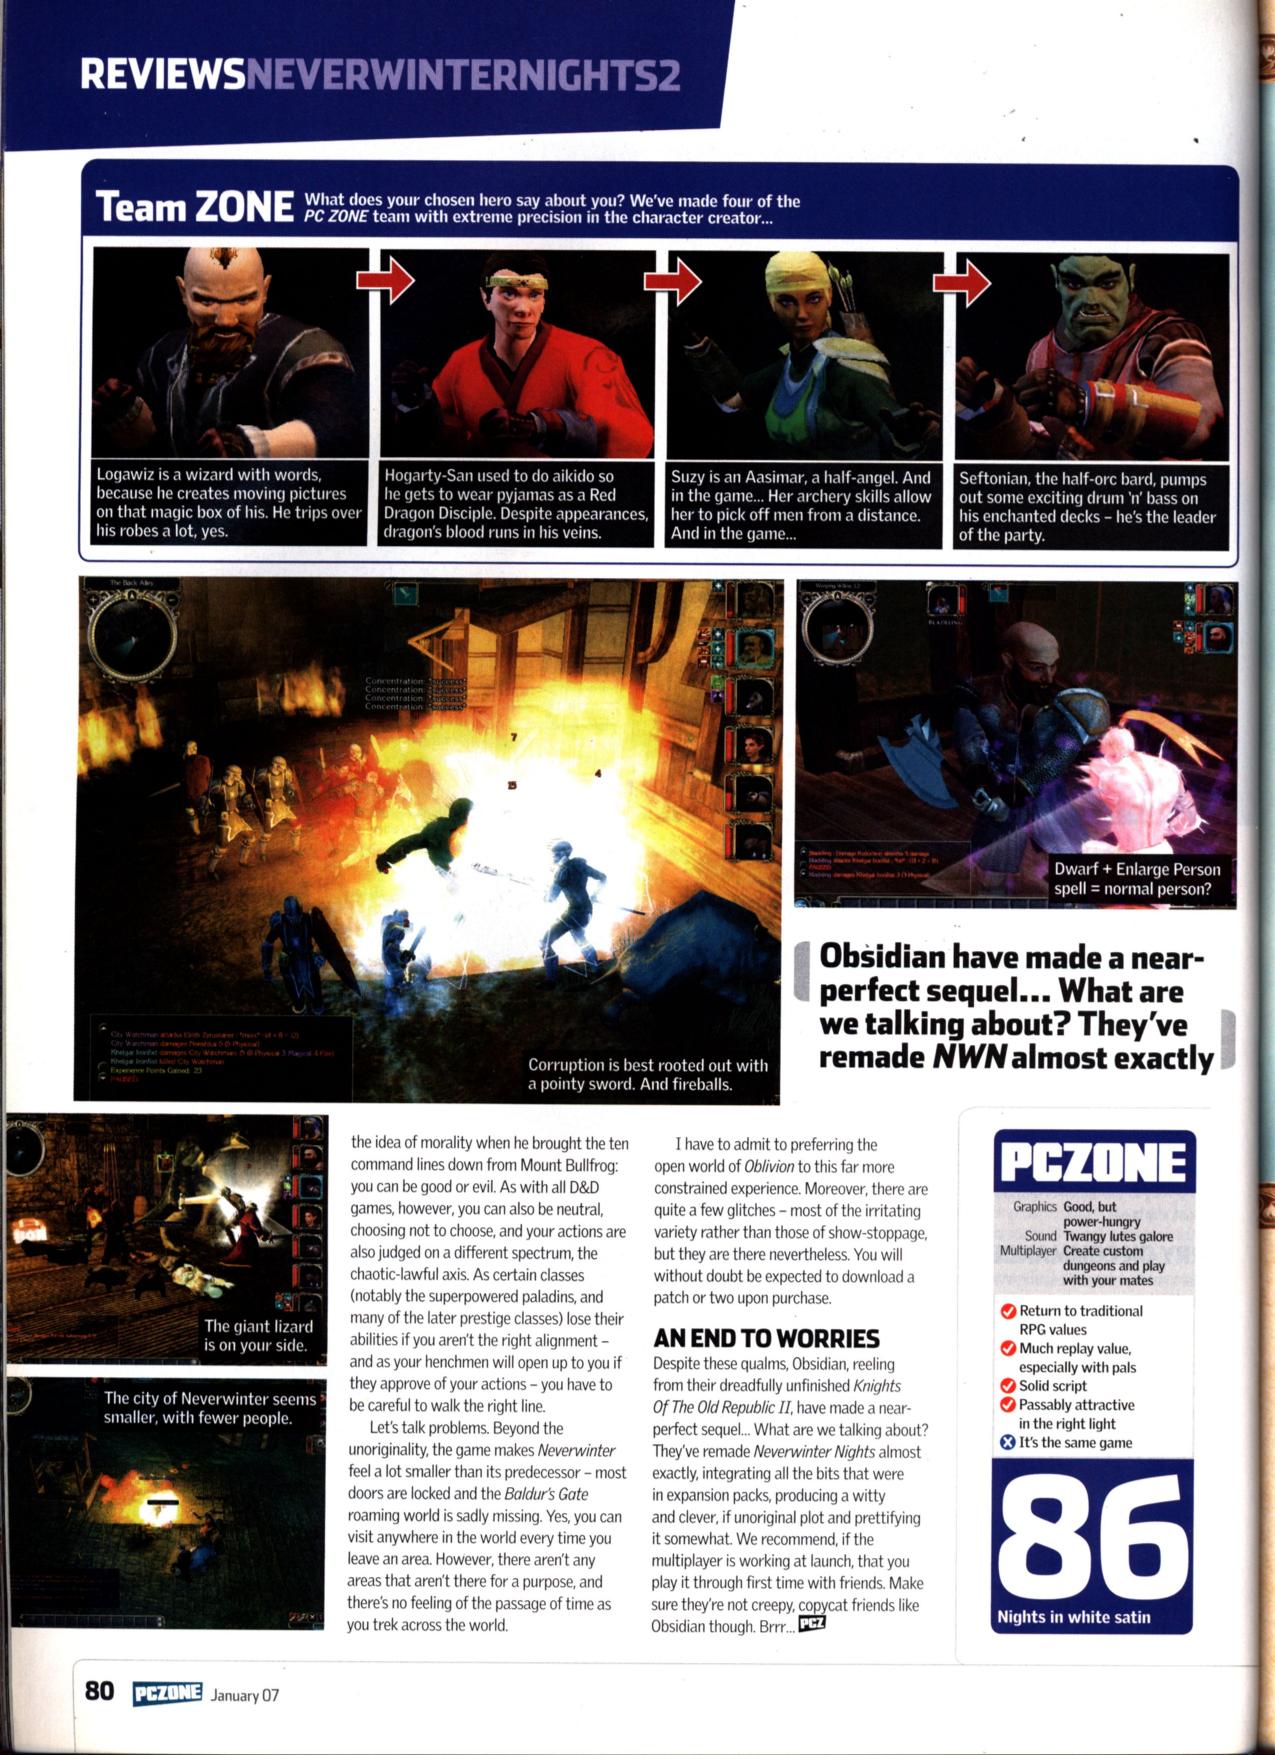 REVIEWSNEVERWINTERNIGHTS2
Team ZONE
What does your chosen hero say about you? We've made four of the
PC ZONE team with extreme precision in the character creator...
Logawiz is a wizard with words,
because he creates moving pictures
on that magic box of his. He trips over
his robes a lot, yes.
Hogarty-San used to do aikido so
he gets to wear pyjamas as a Red
Dragon Disciple. Despite appearances,
dragon's blood runs in his veins.
Suzy is an Aasimar, a half-angel. And
in the game... Her archery skills allow
her to pick off men from a distance.
And in the game...
Seftonian, the half-orc bard, pumps
out some exciting drum 'n' bass on
his enchanted decks – he's the leader
of the party.
The Back Alley
Concentration: *success*
Concentration: *success*
Concentration: *success*
Concentration: *success*
7
4
15
Experience Points Gained: 23
PAUSED
Corruption is best rooted out with
a pointy sword. And fireballs.
Dwarf + Enlarge Person
spell = normal person?
Obsidian have made a near-
perfect sequel... What are
we talking about? They've
remade NWN almost exactly
The giant lizard
is on your side.
The city of Neverwinter seems
smaller, with fewer people.
the idea of morality when he brought the ten
command lines down from Mount Bullfrog:
you can be good or evil. As with all D&D
games, however, you can also be neutral,
choosing not to choose, and your actions are
also judged on a different spectrum, the
chaotic-lawful axis. As certain classes
(notably the superpowered paladins, and
many of the later prestige classes) lose their
abilities if you aren't the right alignment –
and as your henchmen will open up to you if
they approve of your actions – you have to
be careful to walk the right line.
Let's talk problems. Beyond the
unoriginality, the game makes Neverwinter
feel a lot smaller than its predecessor – most
doors are locked and the Baldur's Gate
roaming world is sadly missing. Yes, you can
visit anywhere in the world every time you
leave an area. However, there aren't any
areas that aren't there for a purpose, and
there's no feeling of the passage of time as
you trek across the world.
I have to admit to preferring the
open world of Oblivion to this far more
constrained experience. Moreover, there are
quite a few glitches – most of the irritating
variety rather than those of show-stoppage,
but they are there nevertheless. You will
without doubt be expected to download a
patch or two upon purchase.
AN END TO WORRIES
Despite these qualms, Obsidian, reeling
from their dreadfully unfinished Knights
Of The Old Republic II, have made a near-
perfect sequel... What are we talking about?
They've remade Neverwinter Nights almost
exactly, integrating all the bits that were
in expansion packs, producing a witty
and clever, if unoriginal plot and prettifying
it somewhat. We recommend, if the
multiplayer is working at launch, that you
play it through first time with friends. Make
sure they're not creepy, copycat friends like
Obsidian though. Brrr... PCZ
PCZONE
Graphics Good, but
power-hungry
Sound Twangy lutes galore
Multiplayer Create custom
dungeons and play
with your mates
Return to traditional
RPG values
Much replay value,
especially with pals
Solid script
Passably attractive
in the right light
It's the same game
86
Nights in white satin
80 PCZONE January 07